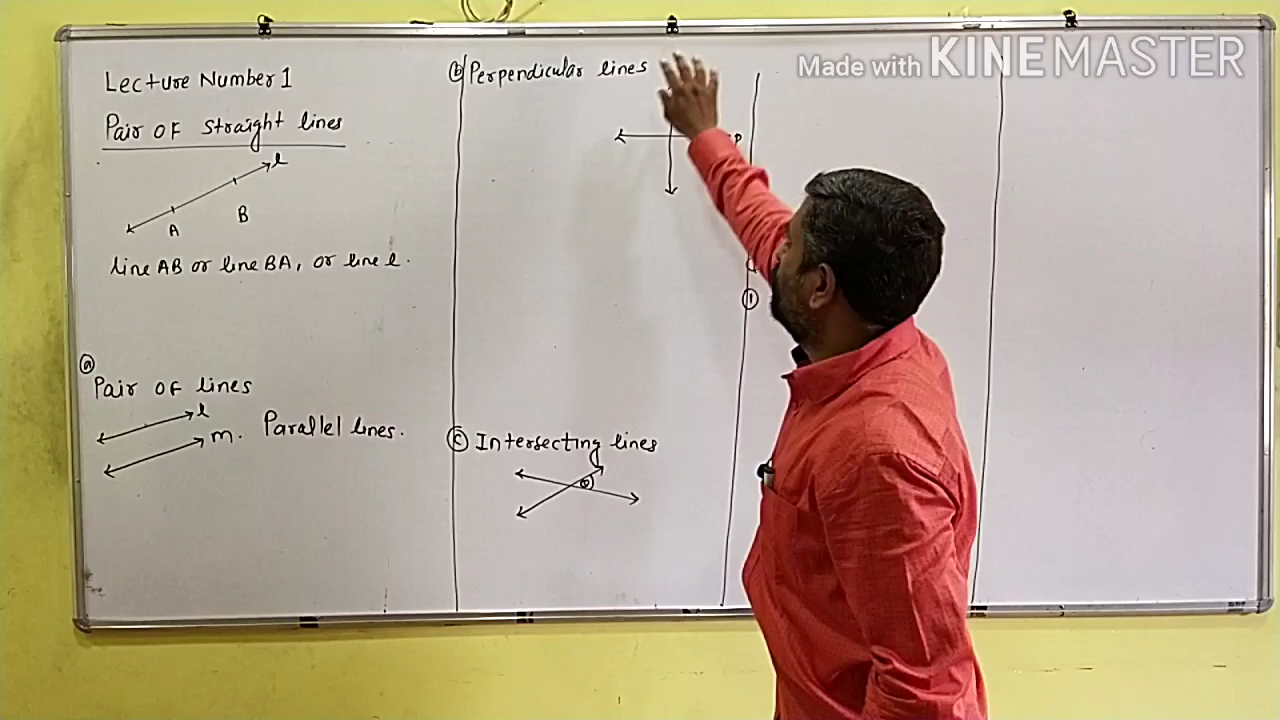 Lecture Number 1
Pair OF straight lines
l
A
B
line AB or line BA, or line l.
ⓐ
Pair OF lines
l
m.
Parallel lines.
ⓑ Perpendicular lines
P
ⓒ Intersecting lines
①
Made with KINEMASTER